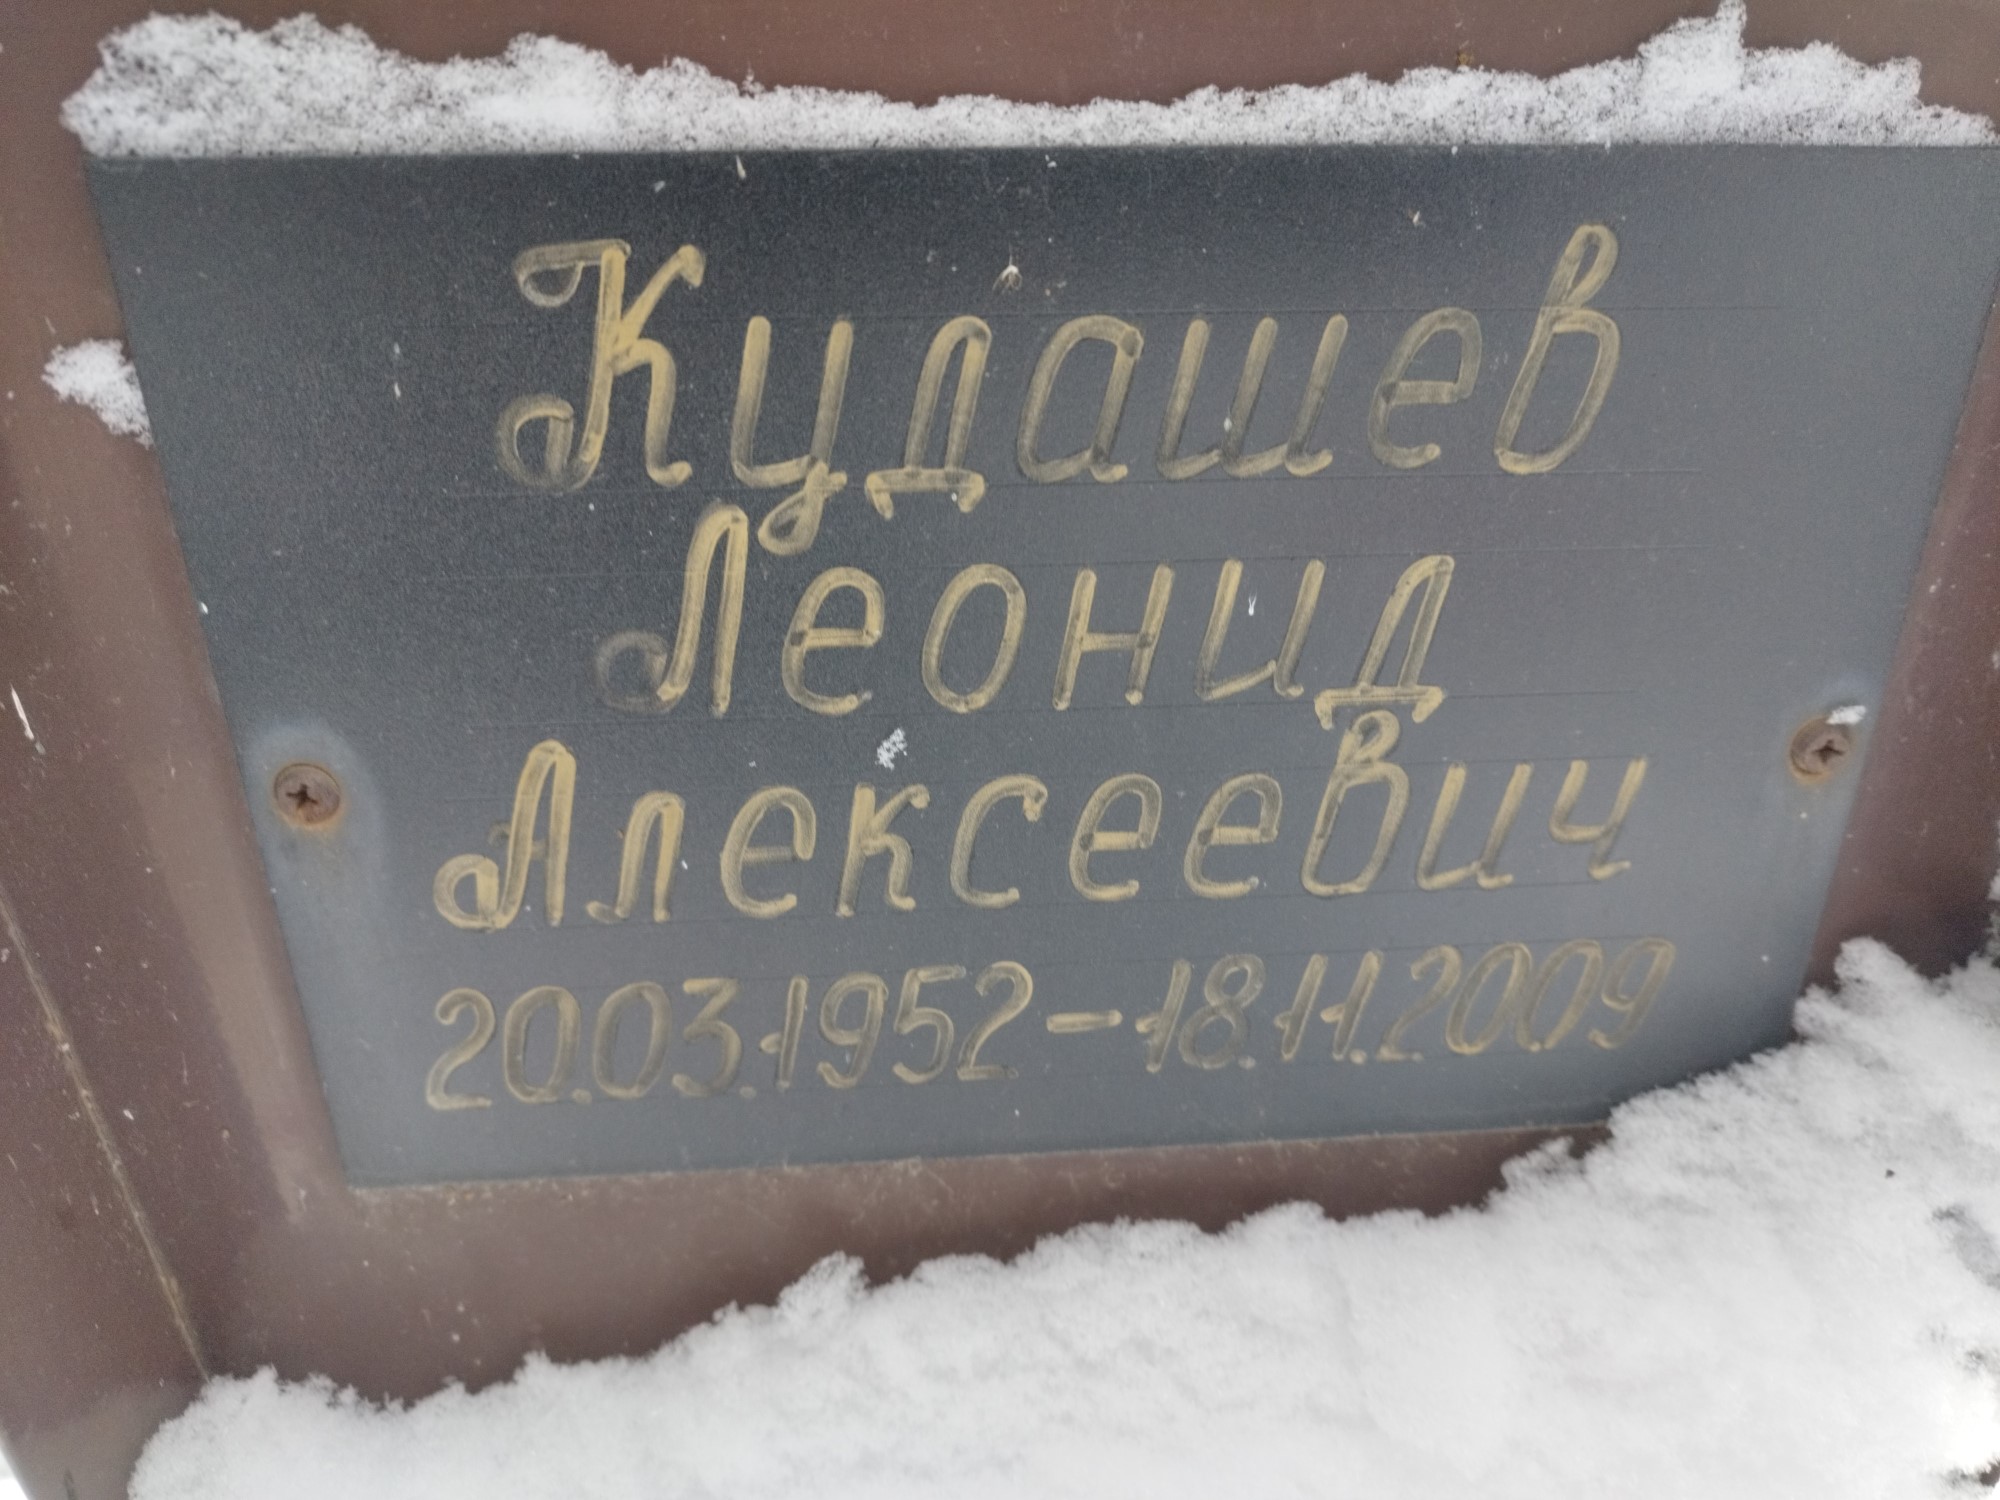 Кудашев
Леонид
Алексеевич
20.03.1952-18.11.2009